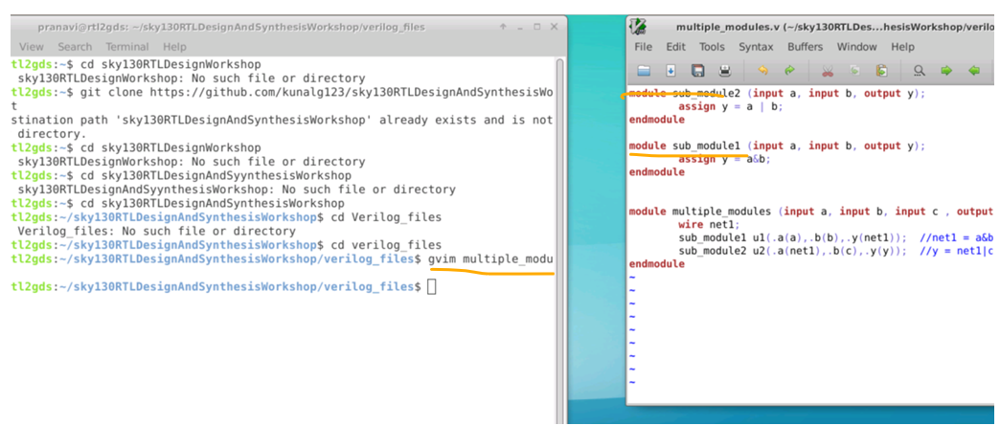 pranavi@rtl2gds: ~/sky130RTLDesignAndSynthesisWorkshop/verilog_files
View Search Terminal Help
tl2gds:~$ cd sky130RTLDesignWorkshop
sky130RTLDesignWorkshop: No such file or directory
tl2gds:~$ git clone https://github.com/kunalg123/sky130RTLDesignAndSynthesisWo
t
stination path 'sky130RTLDesignAndSynthesisWorkshop' already exists and is not
directory.
tl2gds:~$ cd sky130RTLDesignWorkshop
sky130RTLDesignWorkshop: No such file or directory
tl2gds:~$ cd sky130RTLDesignAndSyynthesisWorkshop
sky130RTLDesignAndSyynthesisWorkshop: No such file or directory
tl2gds:~$ cd sky130RTLDesignAndSynthesisWorkshop
tl2gds:~/sky130RTLDesignAndSynthesisWorkshop$ cd Verilog_files
Verilog_files: No such file or directory
tl2gds:~/sky130RTLDesignAndSynthesisWorkshop$ cd verilog_files
tl2gds:~/sky130RTLDesignAndSynthesisWorkshop/verilog_files$ gvim multiple_modu
tl2gds:~/sky130RTLDesignAndSynthesisWorkshop/verilog_files$
multiple_modules.v (~/sky130RTLDes...hesisWorkshop/verilo
File Edit Tools Syntax Buffers Window Help
module sub_module2 (input a, input b, output y);
assign y = a | b;
endmodule
module sub_module1 (input a, input b, output y);
assign y = a&b;
endmodule
module multiple_modules (input a, input b, input c , output
wire net1;
sub_module1 u1(.a(a),.b(b),.y(net1)); //net1 = a&b
sub_module2 u2(.a(net1),.b(c),.y(y)); //y = net1|c
endmodule
~
~
~
~
~
~
~
~
~